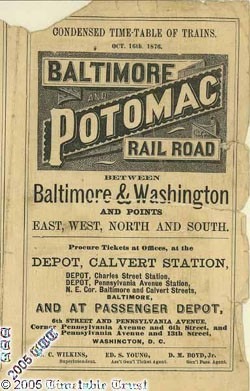 CONDENSED TIME-TABLE OF TRAINS.
OCT. 16th. 1876.
BALTIMORE
AND
POTOMAC
RAIL ROAD
BETWEEN
Baltimore & Washington
AND POINTS
EAST, WEST, NORTH AND SOUTH.
Procure Tickets at Offices, at the
DEPOT, CALVERT STATION,
DEPOT, Charles Street Station,
DEPOT, Pennsylvania Avenue Station,
N. E. Cor. Baltimore and Calvert Streets,
BALTIMORE,
AND AT PASSENGER DEPOT,
6th STREET AND PENNSYLVANIA AVENUE,
Corner Pennsylvania Avenue and 6th Street, and
Pennsylvania Avenue and 13th Street,
WASHINGTON, D. C.
C. WILKINS, ED. S. YOUNG, D. M. BOYD, Jr.
Superintendent. Ass't Gen'l Ticket Agent. Gen'l Pass. Agent.
2005
© 2005 Timetable Crest